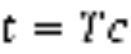 t = Tc